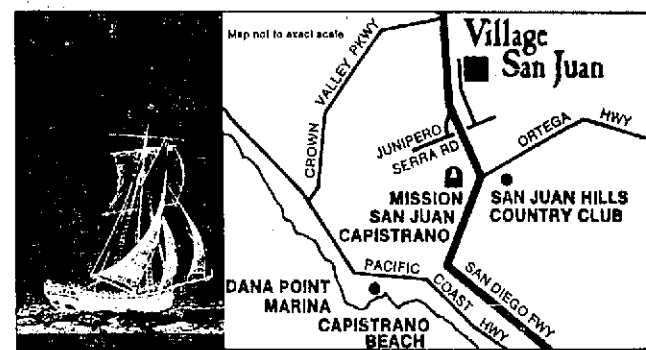 Map not to exact scale
Village
San Juan
CROWN VALLEY PKWY
JUNIPERO
SERRA RD
ORTEGA HWY
MISSION
SAN JUAN
CAPISTRANO
SAN JUAN HILLS
COUNTRY CLUB
PACIFIC COAST HWY
SAN DIEGO FWY
DANA POINT
MARINA
CAPISTRANO
BEACH